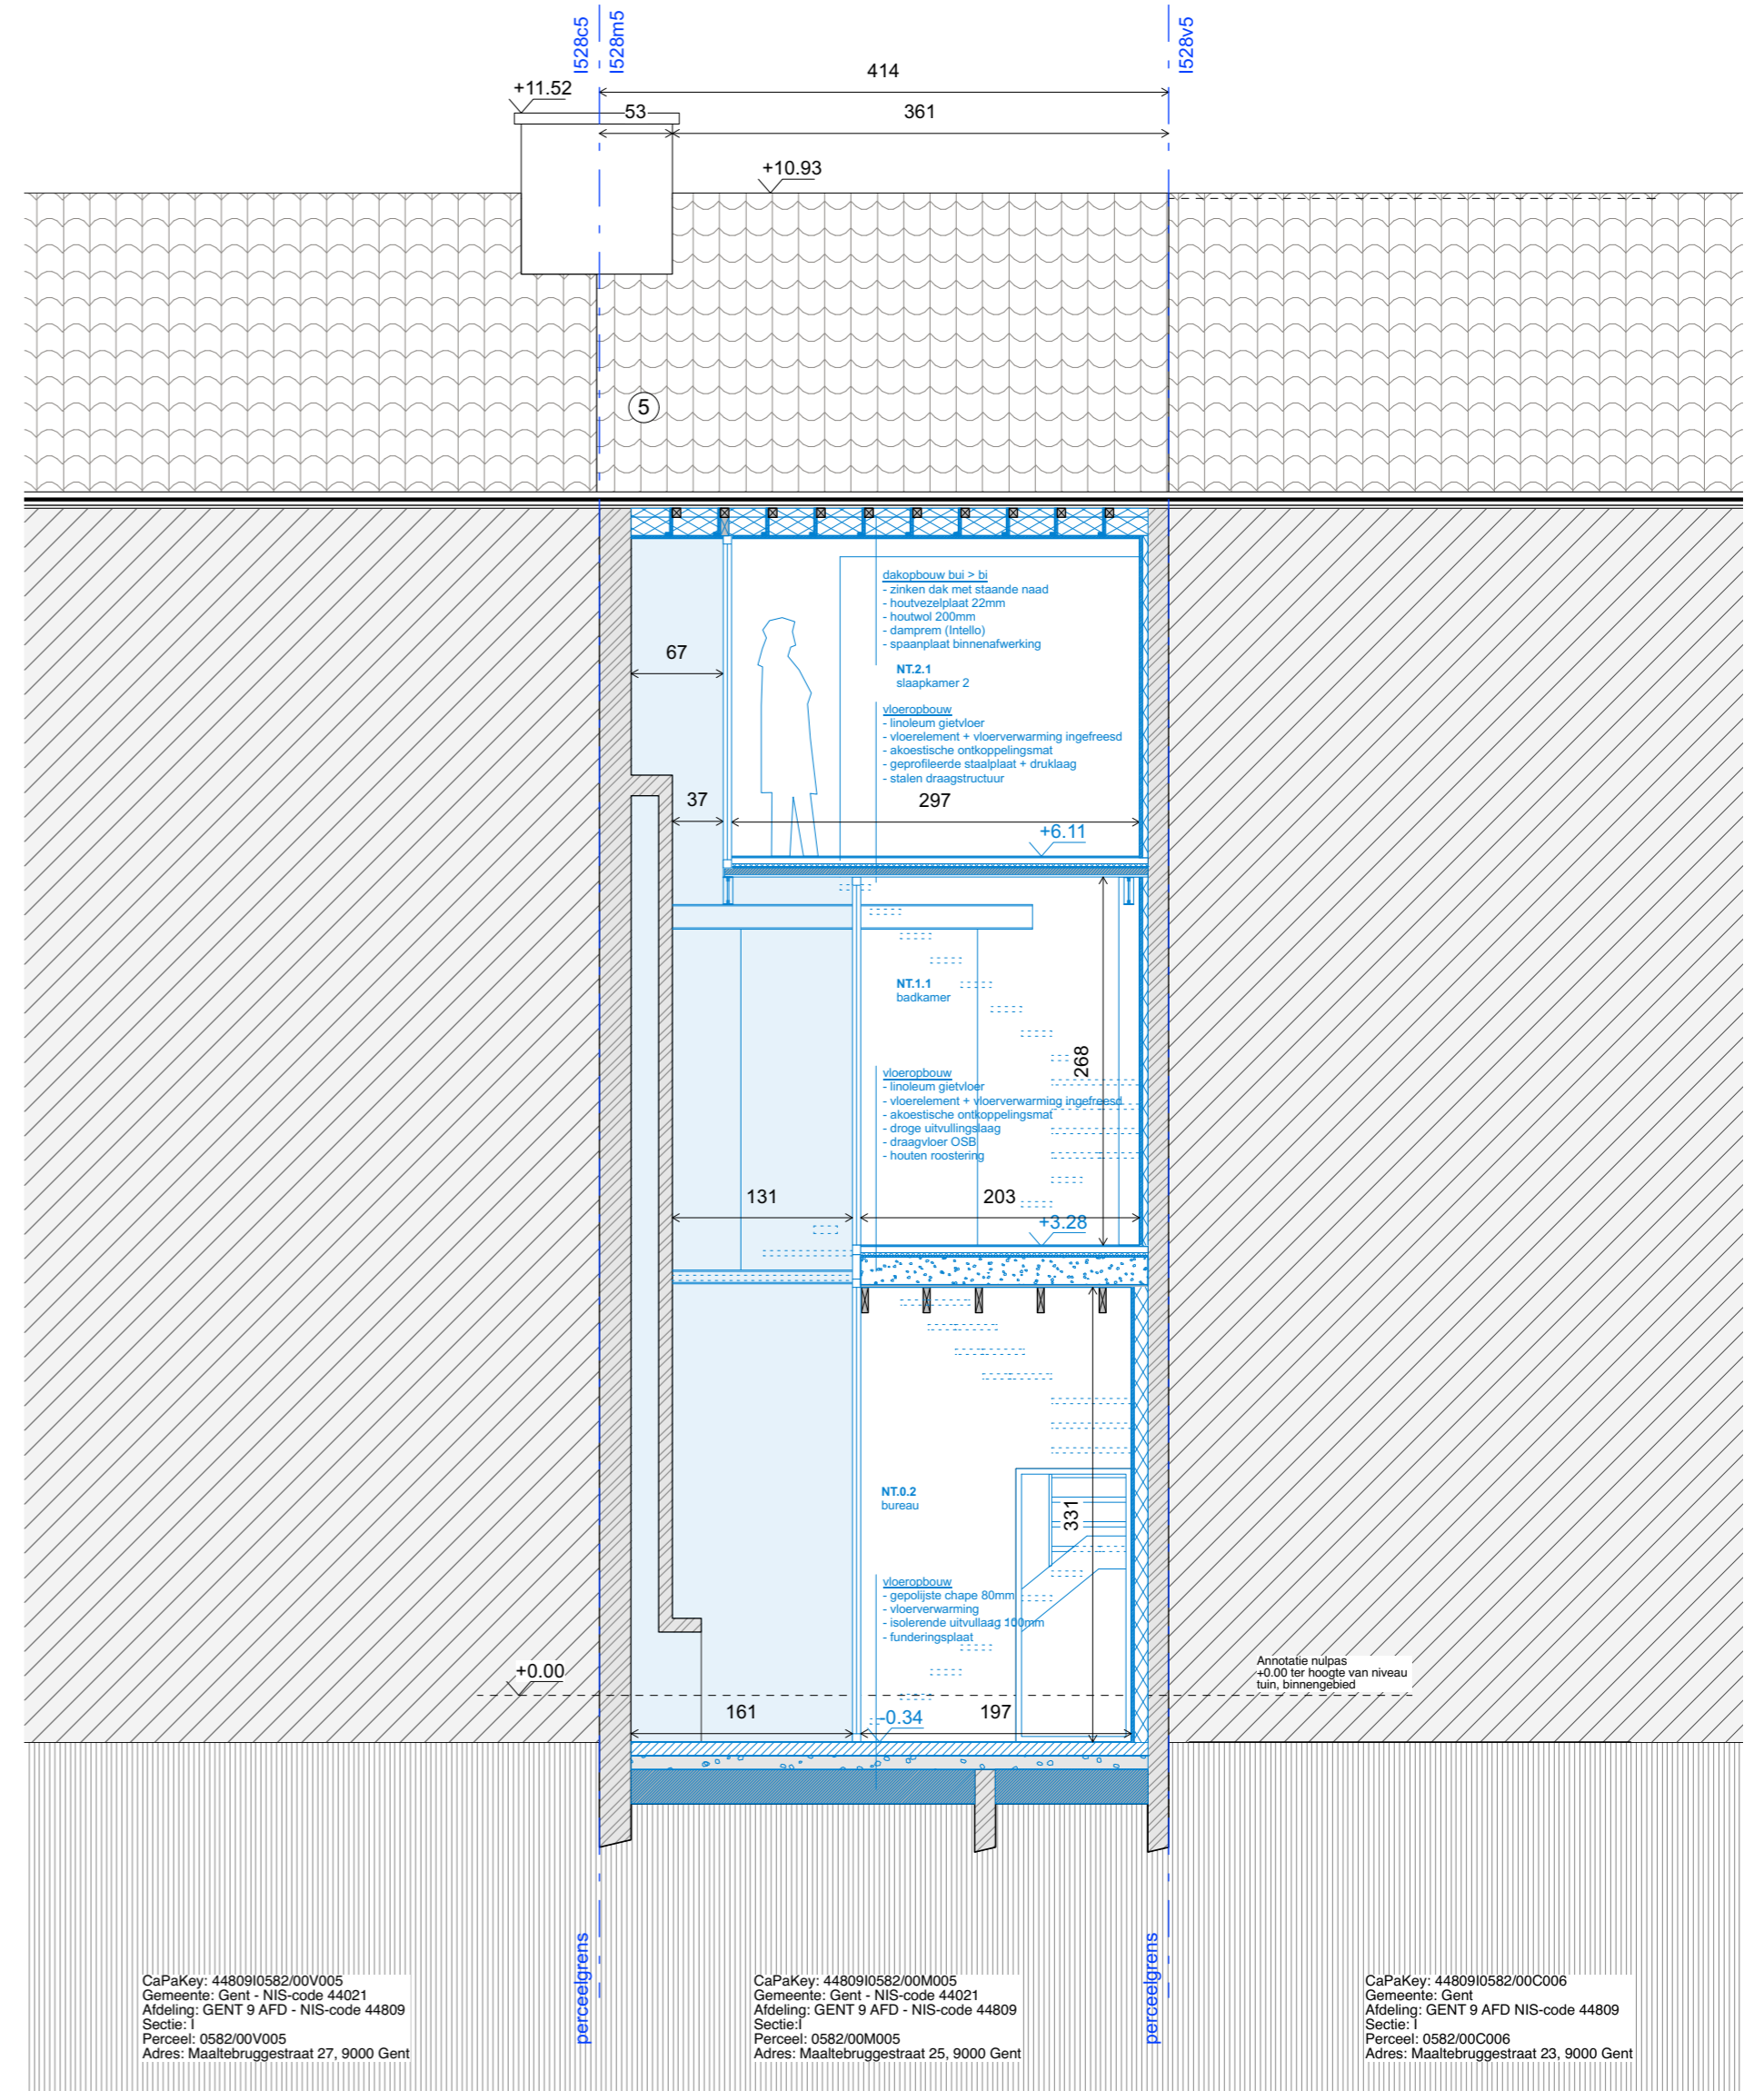 I528c5
I528m5
I528v5
414
+11.52
53
361
+10.93
5
dakopbouw bui > bi
- zinken dak met staande naad
- houtvezelplaat 22mm
- houtwol 200mm
- damprem (Intello)
- spaanplaat binnenafwerking
67
NT.2.1
slaapkamer 2
vloeropbouw
- linoleum gietvloer
- vloerelement + vloerverwarming ingefreesd
- akoestische ontkoppelingsmat
- geprofileerde staalplaat + druklaag
- stalen draagstructuur
37
297
+6.11
NT.1.1
badkamer
268
vloeropbouw
- linoleum gietvloer
- vloerelement + vloerverwarming ingefreesd
- akoestische ontkoppelingsmat
- droge uitvullingslaag
- draagvloer OSB
- houten roostering
131
203
+3.28
NT.0.2
bureau
331
vloeropbouw
- gepolijste chape 80mm
- vloerverwarming
- isolerende uitvullaag 100mm
- funderingsplaat
+0.00
Annotatie nulpas
+0.00 ter hoogte van niveau
tuin, binnengebied
161
-0.34
197
perceelgrens
perceelgrens
CaPaKey: 44809I0582/00V005
Gemeente: Gent - NIS-code 44021
Afdeling: GENT 9 AFD - NIS-code 44809
Sectie: I
Perceel: 0582/00V005
Adres: Maaltebruggestraat 27, 9000 Gent
CaPaKey: 44809I0582/00M005
Gemeente: Gent - NIS-code 44021
Afdeling: GENT 9 AFD - NIS-code 44809
Sectie:I
Perceel: 0582/00M005
Adres: Maaltebruggestraat 25, 9000 Gent
CaPaKey: 44809I0582/00C006
Gemeente: Gent
Afdeling: GENT 9 AFD NIS-code 44809
Sectie: I
Perceel: 0582/00C006
Adres: Maaltebruggestraat 23, 9000 Gent